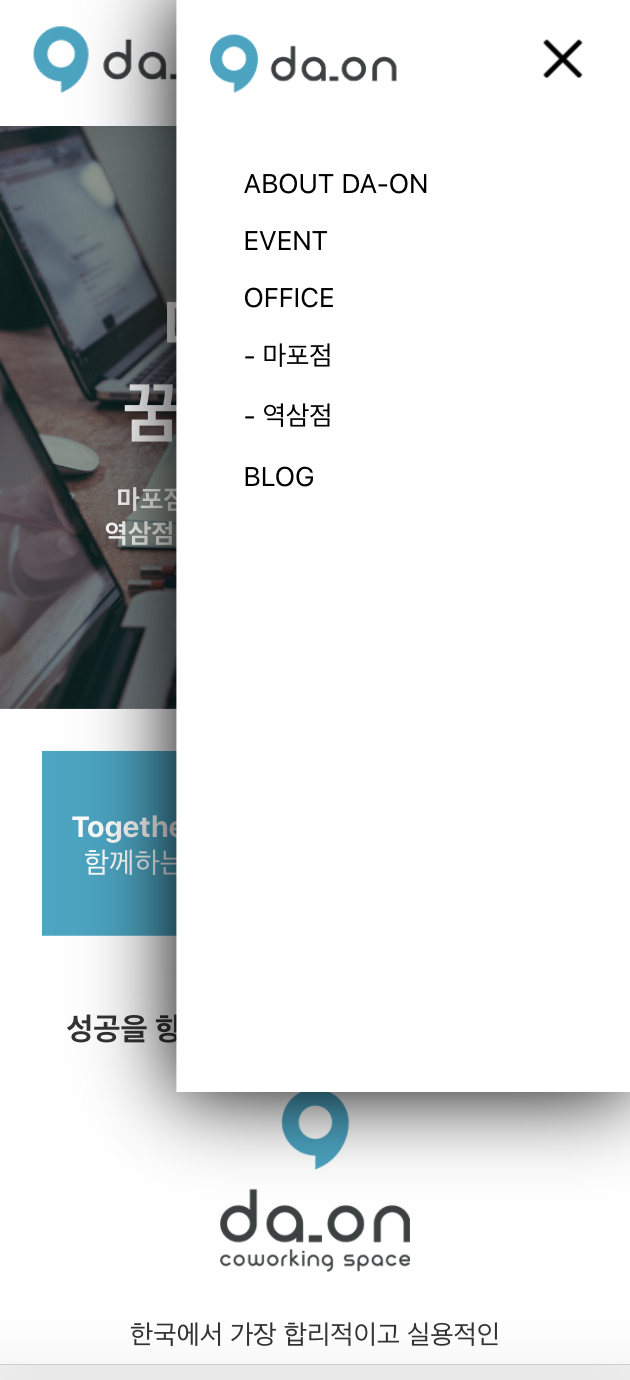 da_on
ABOUT DA-ON
EVENT
OFFICE
- 마포점
- 역삼점
BLOG
da_
꿈
마포점
역삼점
Togethe
함께하는
성공을 향
da_on
coworking space
한국에서 가장 합리적이고 실용적인